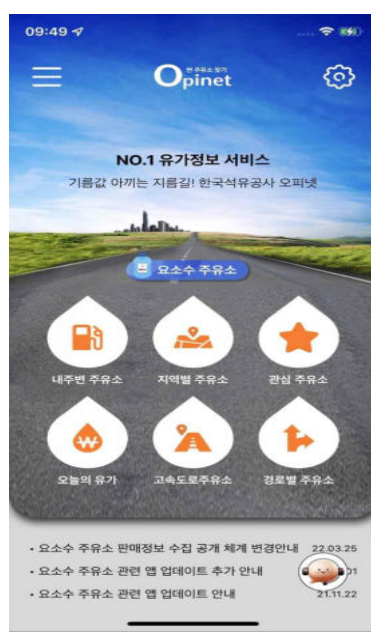 09:49
싼 주유소 찾기
Opinet
NO.1 유가정보 서비스
기름값 아끼는 지름길! 한국석유공사 오피넷
요소수 주유소
내주변 주유소 지역별 주유소 관심 주유소
오늘의 유가 고속도로주유소 경로별 주유소
• 요소수 주유소 판매정보 수집 공개 체계 변경안내 22.03.25
• 요소수 주유소 관련 앱 업데이트 추가 안내 01
• 요소수 주유소 관련 앱 업데이트 안내 21.11.22